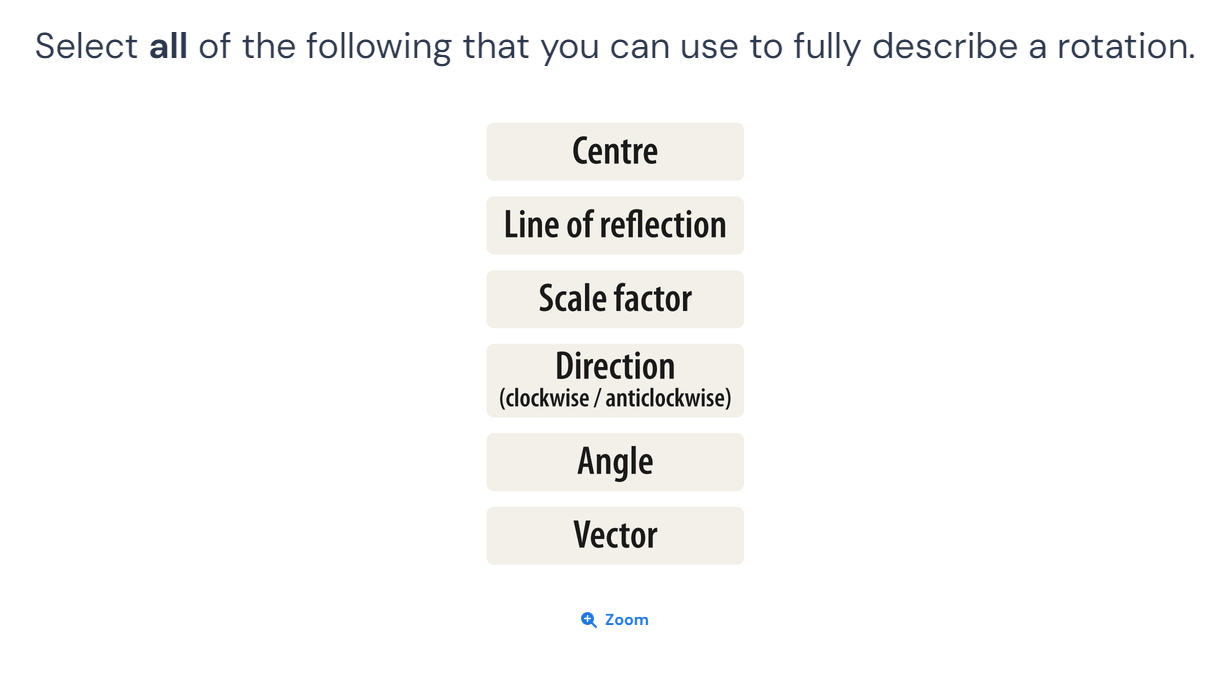 Select all of the following that you can use to fully describe a rotation.
Centre
Line of reflection
Scale factor
Direction
(clockwise / anticlockwise)
Angle
Vector
Zoom